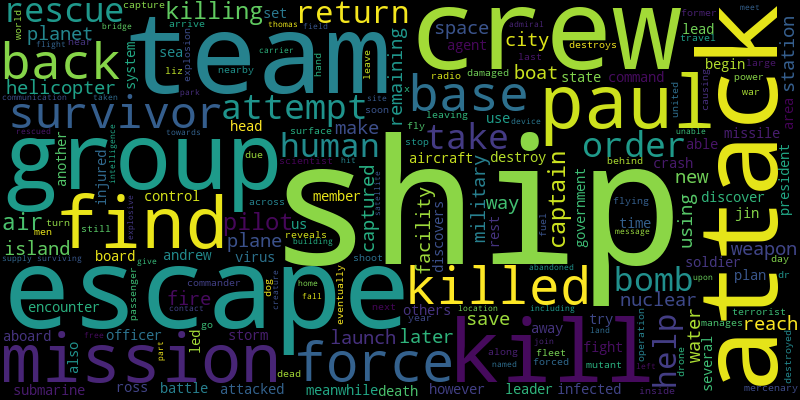 rescue
killing
set
return
crew
attack
capture
world
planet
arrive
bridge
thomas
field
flight
near
explosion
back
team
space
city
lead
station
helicopter
system
sea
liz
nearby
carrier
hand
leave
remaining
agent
last
destroys
begin
travel
former
admiral
meet
large
power
war
communication
taken
park
site
radio
damaged
boat
state
command
causing
area
survivor
attempt
soon
fly
base
paul
missile
rescued
towards
head
surface
stop
leaving
use
device
united
unable
another
intelligence
due
human
make
take
order
able
group
scientist
hit
aircraft
destroy
behind
crash
president
injured
control
across
member
captured
satellite
ship
military
way
captain
government
new
discover
find
explosive
pilot
us
facility
discovers
rest
flying
time
using
jin
air
turn
men
still
reveals
building
plane
message
weapon
island
board
andrew
virus
shoot
fuel
soldier
plan
day
supply
surviving
give
abandoned
upon
dr
escape
commander
dog
creature
home
fall
eventually
killed
bomb
terrorist
encounter
passenger
fire
contact
next
location
including
nuclear
manages
reach
others
year
save
try
land
water
aboard
officer
led
go
storm
launch
later
away
operation
help
several
drone
destroyed
mission
also
free
part
force
kill
along
join
fight
left
fleet
named
forced
mutant
submarine
ross
battle
attacked
dead
meanwhile
death
however
leader
infected
inside
mercenary